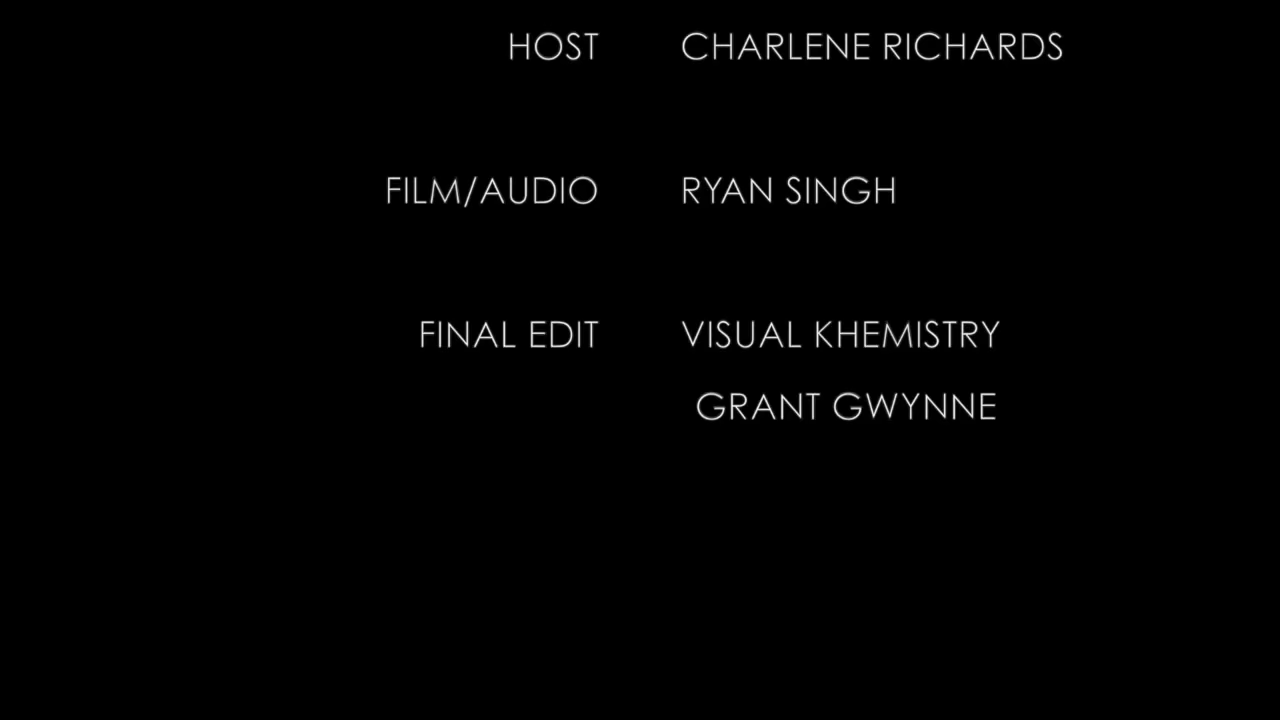 HOST CHARLENE RICHARDS
FILM/AUDIO RYAN SINGH
FINAL EDIT VISUAL KHEMISTRY
GRANT GWYNNE